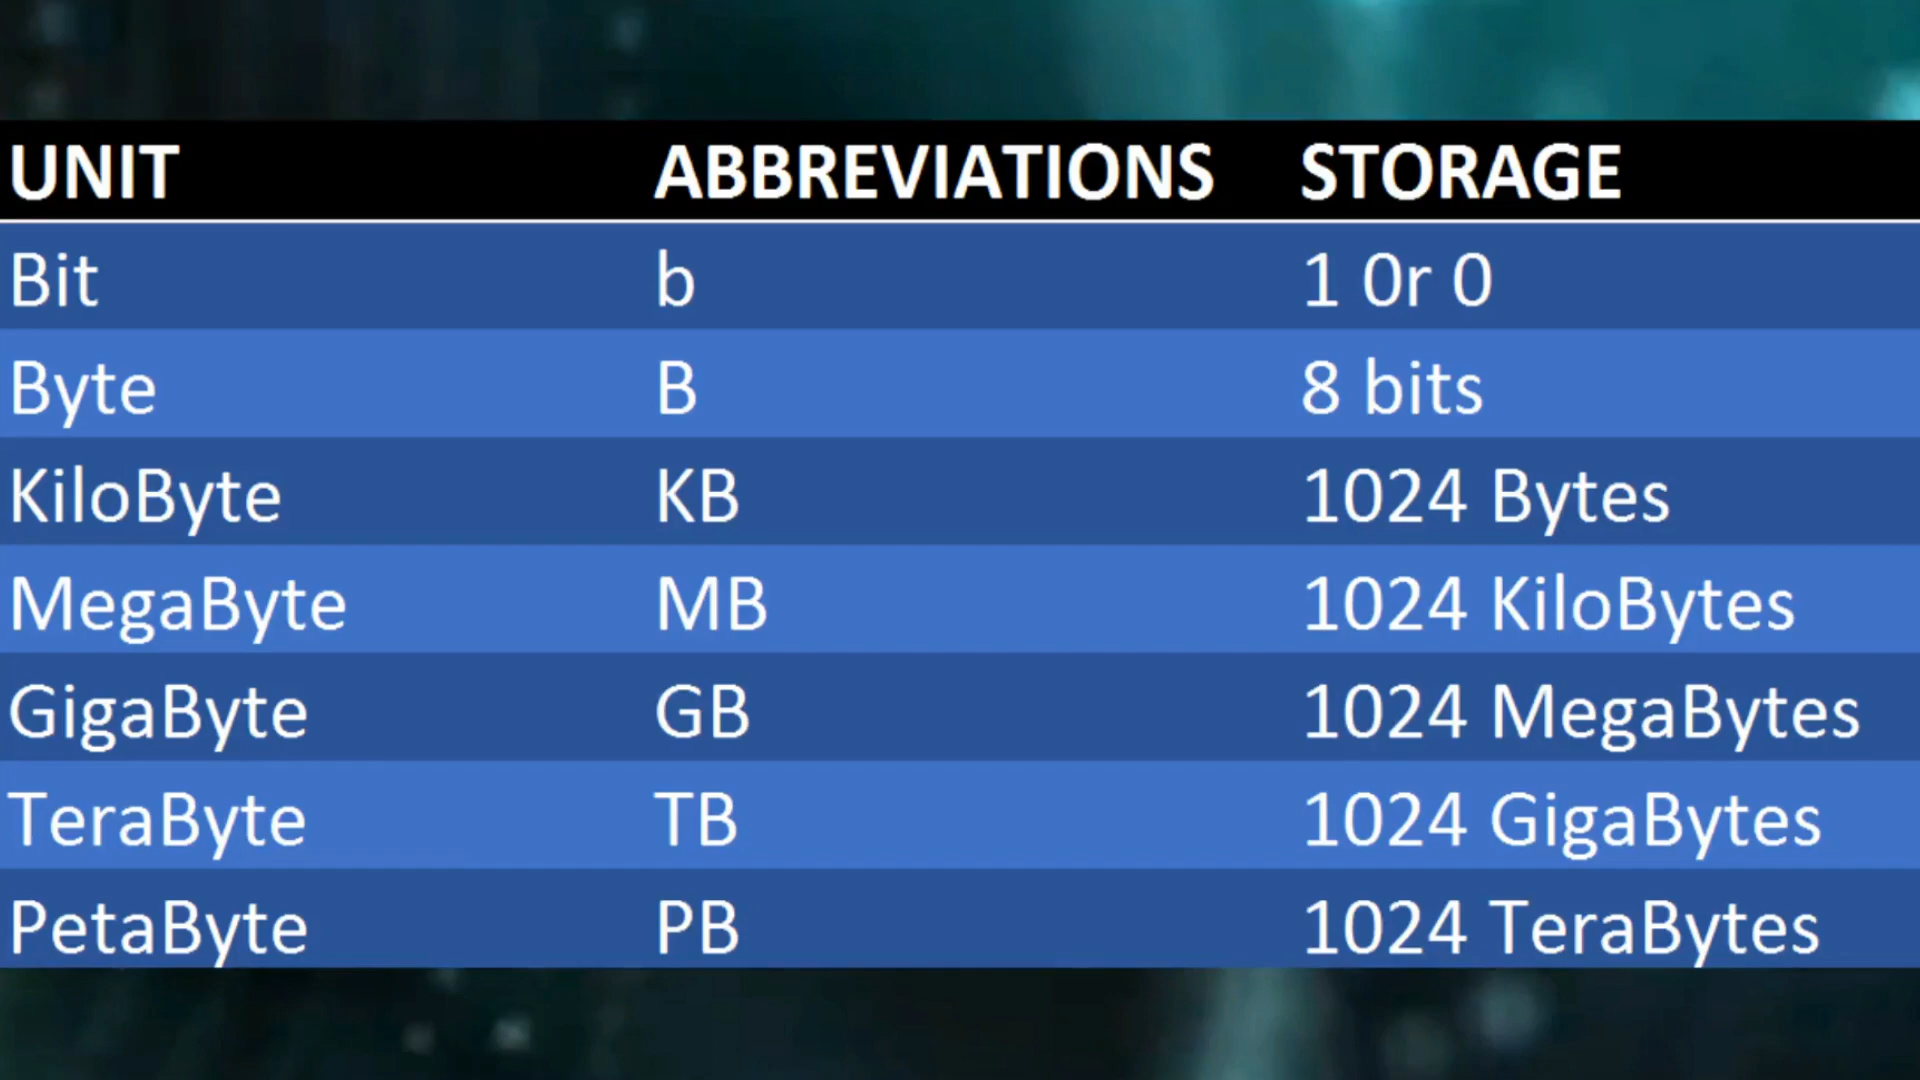 UNIT ABBREVIATIONS STORAGE
Bit b 1 0r 0
Byte B 8 bits
KiloByte KB 1024 Bytes
MegaByte MB 1024 KiloBytes
GigaByte GB 1024 MegaBytes
TeraByte TB 1024 GigaBytes
PetaByte PB 1024 TeraBytes